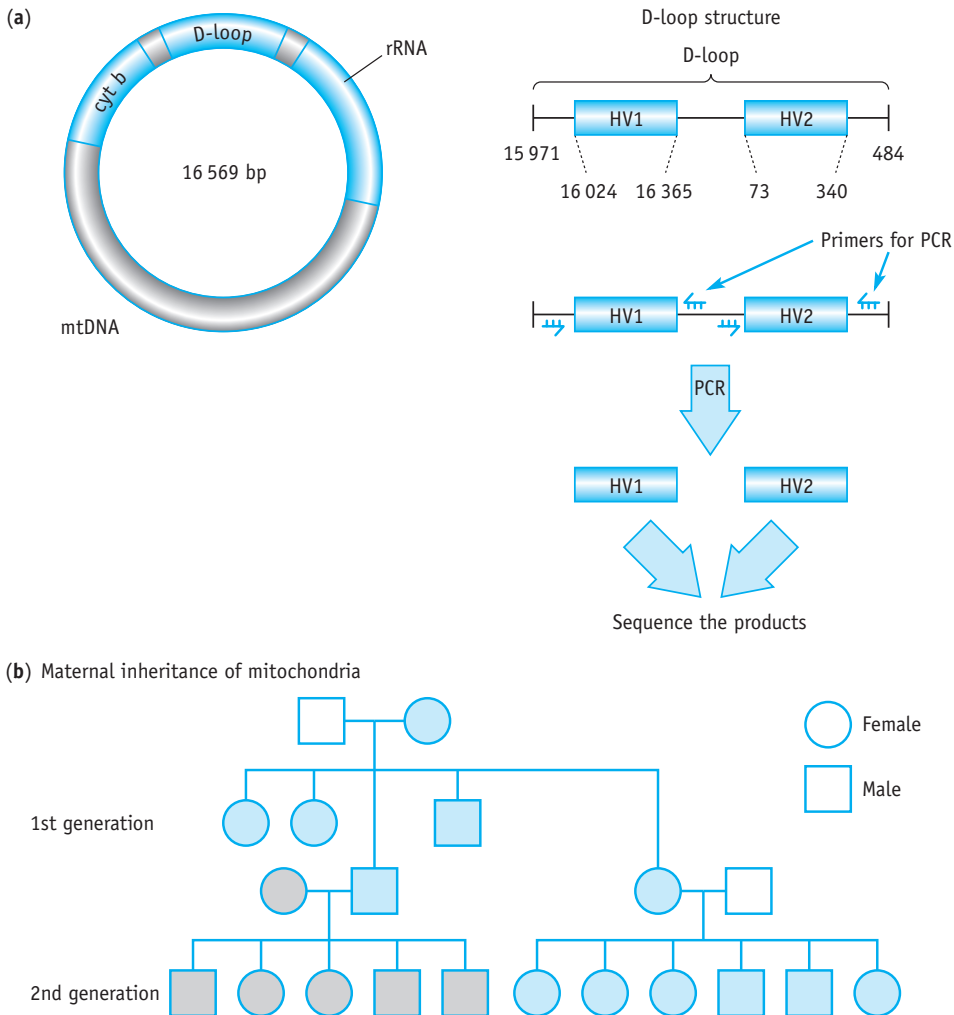 (a)
D-loop
rRNA
cyt b
16 569 bp
mtDNA
D-loop structure
D-loop
HV1 HV2
15 971 484
16 024 16 365 73 340
Primers for PCR
HV1 HV2
PCR
HV1 HV2
Sequence the products
(b) Maternal inheritance of mitochondria
Female
Male
1st generation
2nd generation